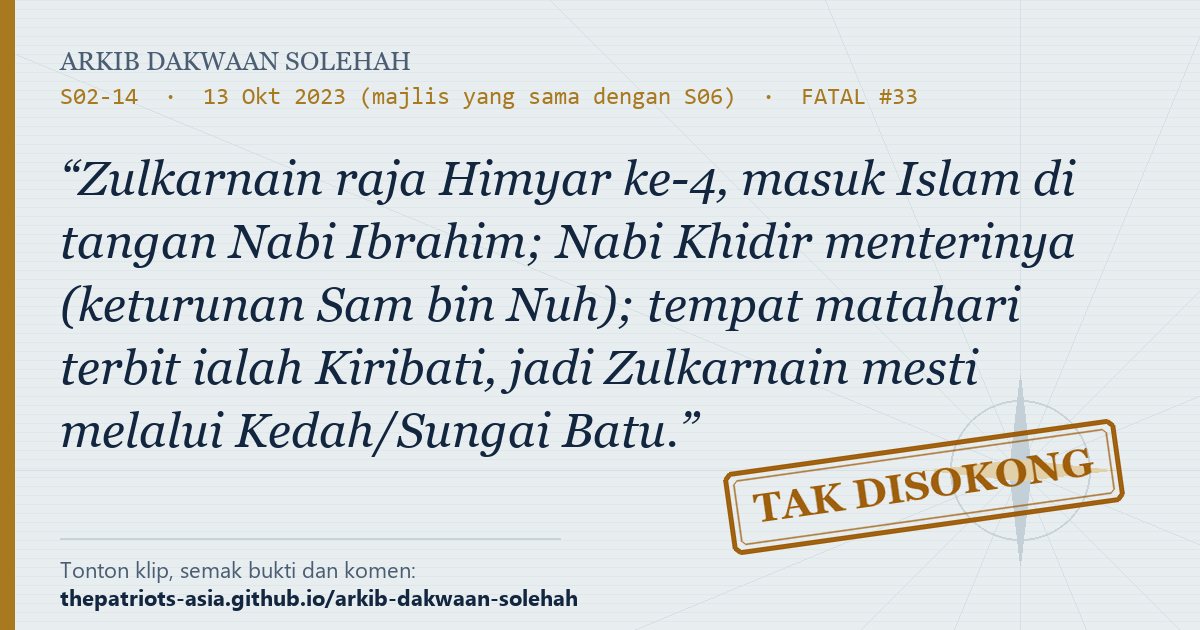 ARKIB DAKWAAN SOLEHAH
S02-14 · 13 Okt 2023 (majlis yang sama dengan S06) · FATAL #33
“Zulkarnain raja Himyar ke-4, masuk Islam di
tangan Nabi Ibrahim; Nabi Khidir menterinya
(keturunan Sam bin Nuh); tempat matahari
terbit ialah Kiribati, jadi Zulkarnain mesti
melalui Kedah/Sungai Batu.”
TAK DISOKONG
Tonton klip, semak bukti dan komen:
thepatriots-asia.github.io/arkib-dakwaan-solehah